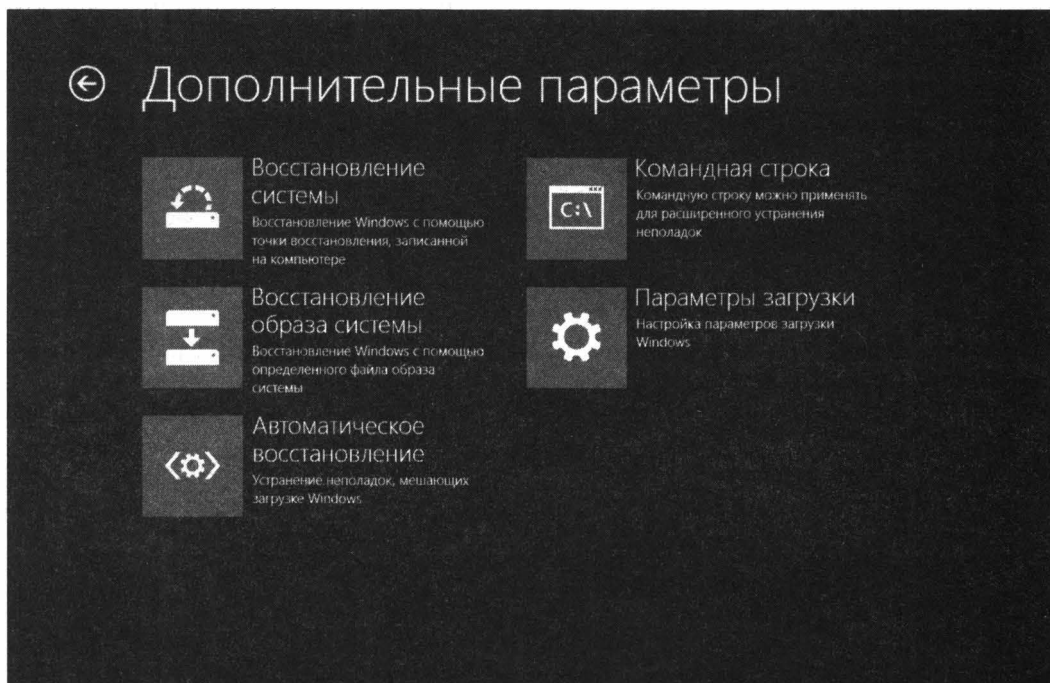 Дополнительные параметры
Восстановление
системы
Восстановление Windows с помощью
точки восстановления, записанной
на компьютере
Восстановление
образа системы
Восстановление Windows с помощью
определенного файла образа
системы
Автоматическое
восстановление
Устранение неполадок, мешающих
загрузке Windows
Командная строка
Командную строку можно применять
для расширенного устранения
неполадок
C:\
Параметры загрузки
Настройка параметров загрузки
Windows